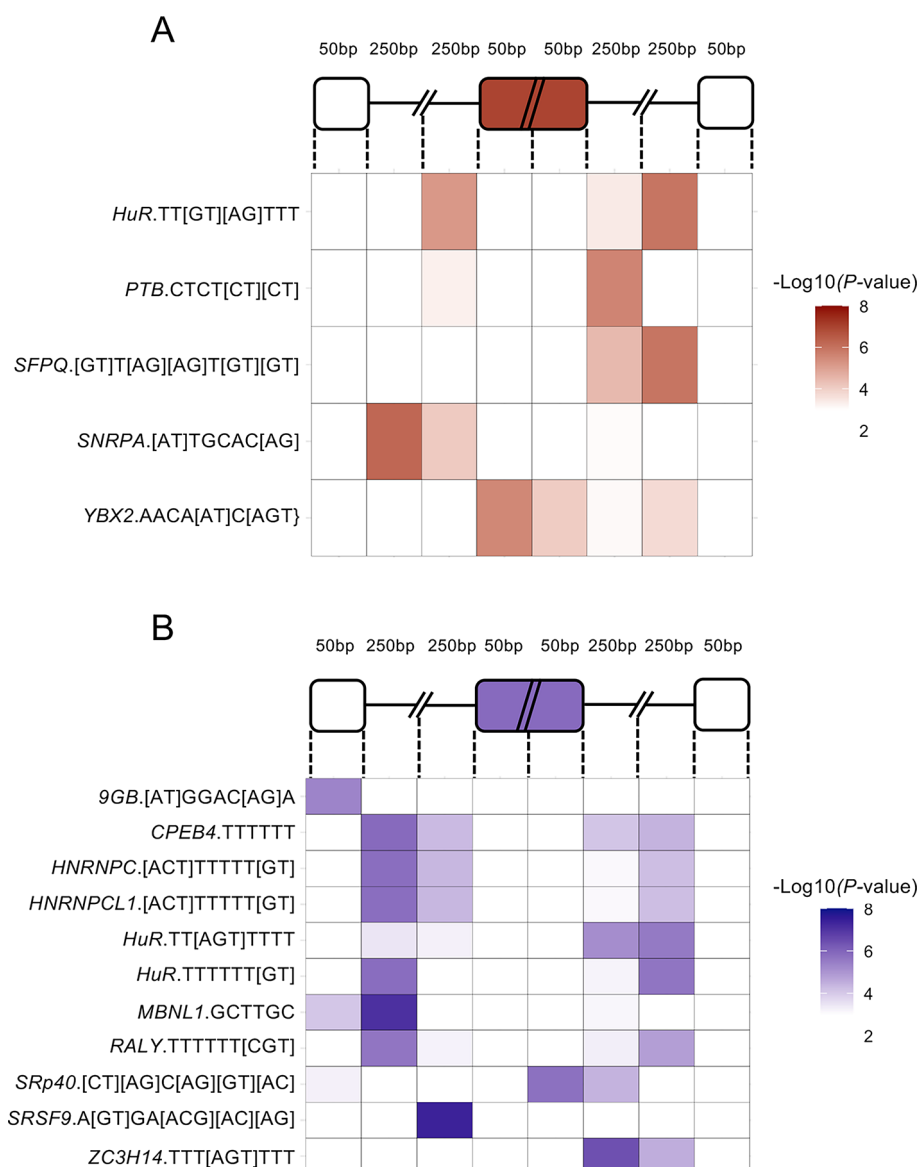 A
50bp 250bp 250bp 50bp 50bp 250bp 250bp 50bp
HuR.TT[GT][AG]TTT
PTB.CTCT[CT][CT]
SFPQ.[GT]T[AG][AG]T[GT][GT]
SNRPA.[AT]TGCAC[AG]
YBX2.AACA[AT]C[AGT}
-Log10(P-value)
8
6
4
2
B
50bp 250bp 250bp 50bp 50bp 250bp 250bp 50bp
9GB.[AT]GGAC[AG]A
CPEB4.TTTTTT
HNRNPC.[ACT]TTTTT[GT]
HNRNPCL1.[ACT]TTTTT[GT]
HuR.TT[AGT]TTTT
HuR.TTTTTT[GT]
MBNL1.GCTTGC
RALY.TTTTTT[CGT]
SRp40.[CT][AG]C[AG][GT][AC]
SRSF9.A[GT]GA[ACG][AC][AG]
ZC3H14.TTT[AGT]TTT
-Log10(P-value)
8
6
4
2